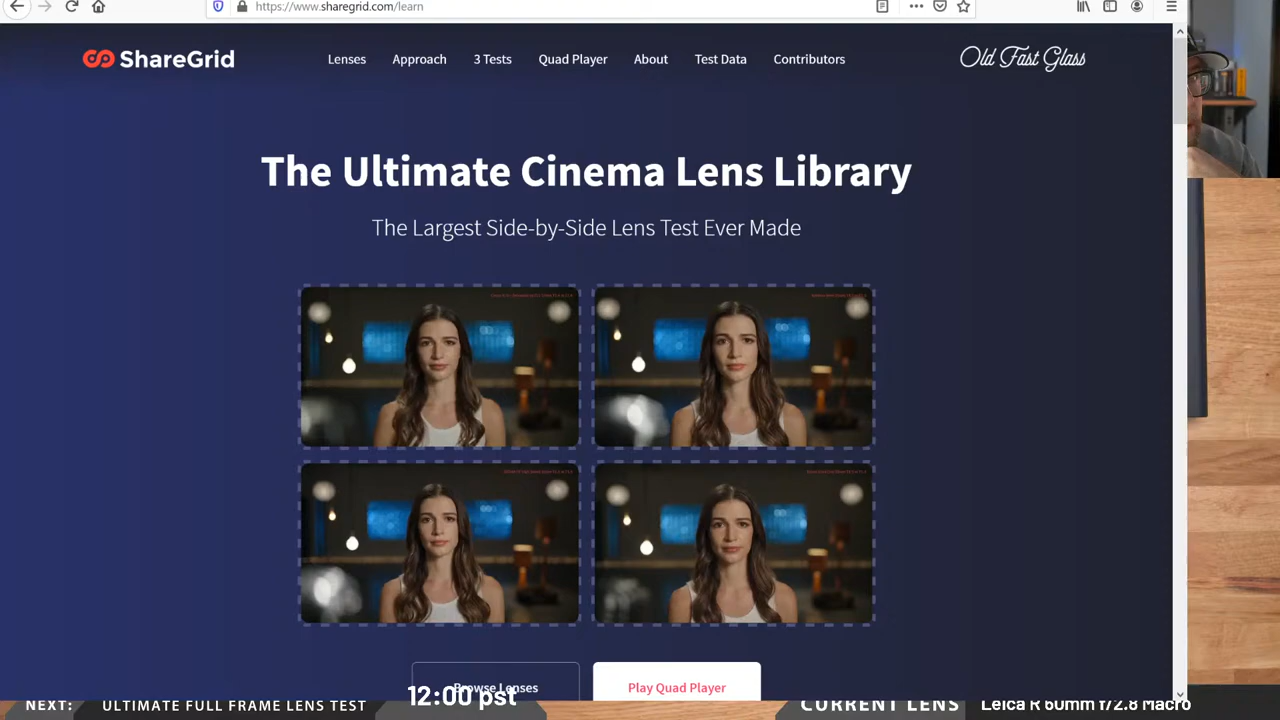 https://www.sharegrid.com/learn
ShareGrid
Lenses Approach 3 Tests Quad Player About Test Data Contributors
Old Fast Glass
The Ultimate Cinema Lens Library
The Largest Side-by-Side Lens Test Ever Made
Browse Lenses
Play Quad Player
12:00 pst
NEXT: ULTIMATE FULL FRAME LENS TEST
CURRENT LENS Leica R 60mm f/2.8 Macro